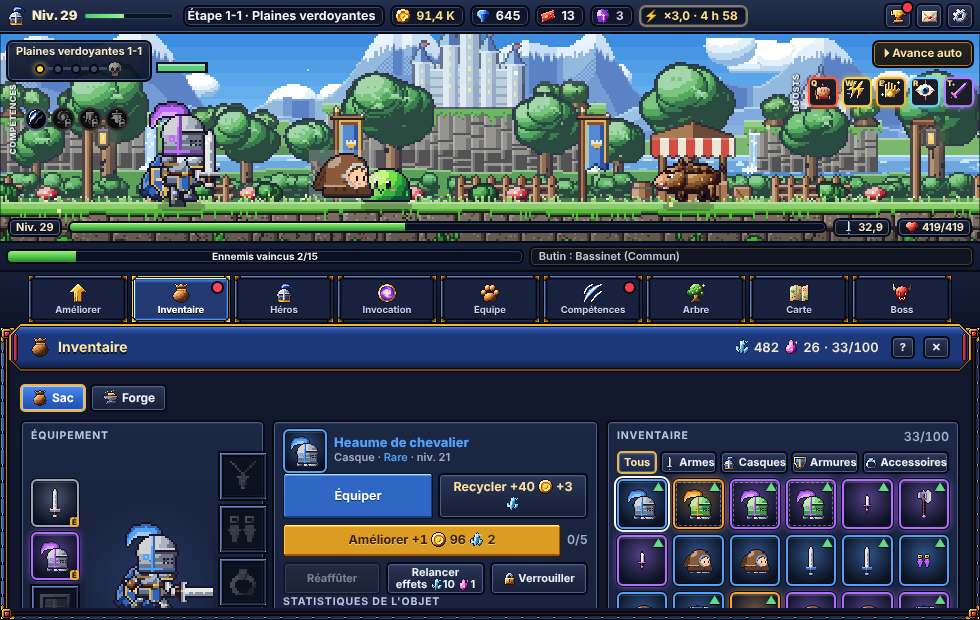 Niv. 29
Étape 1-1 · Plaines verdoyantes
91,4 K
645
13
3
×3,0 · 4 h 58
Plaines verdoyantes 1-1
Avance auto
COMPÉTENCES
BOOSTS
Niv. 29
32,9
419/419
Ennemis vaincus 2/15
Butin : Bassinet (Commun)
Améliorer
Inventaire
Héros
Invocation
Equipe
Compétences
Arbre
Carte
Boss
Inventaire
482 26 · 33/100
?
×
Sac
Forge
ÉQUIPEMENT
E
E
Heaume de chevalier
Casque · Rare · niv. 21
Équiper
Recycler +40 +3
Améliorer +1 96 2
0/5
Réaffûter
Relancer
effets 10 1
Verrouiller
STATISTIQUES DE L'OBJET
INVENTAIRE
33/100
Tous
Armes
Casques
Armures
Accessoires